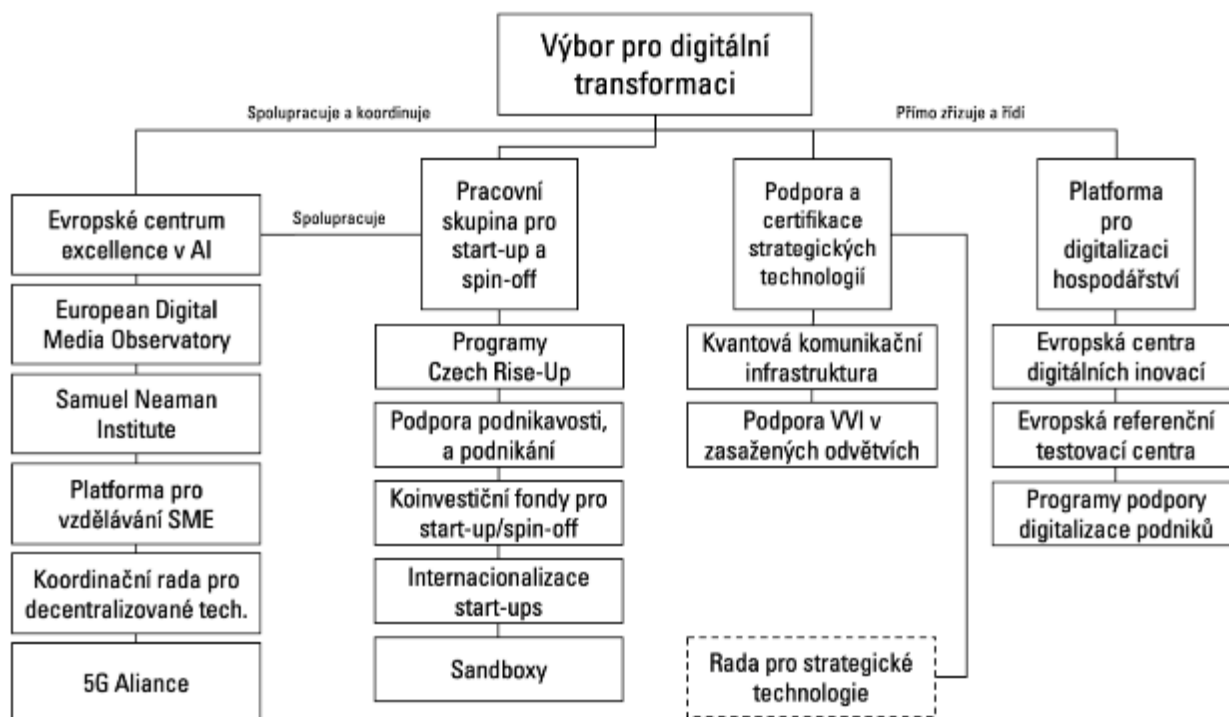 Výbor pro digitální
transformaci
Spolupracuje a koordinuje
Přímo zřizuje a řídí
Evropské centrum
excellence v AI
Spolupracuje
Pracovní
skupina pro
start-up a
spin-off
Podpora a
certifikace
strategických
technologií
Platforma
pro
digitalizaci
hospodářství
European Digital
Media Observatory
Samuel Neaman
Institute
Platforma pro
vzdělávání SME
Koordinační rada pro
decentralizované tech.
5G Aliance
Programy
Czech Rise-Up
Podpora podnikavosti,
a podnikání
Koinvestiční fondy pro
start-up/spin-off
Internacionalizace
start-ups
Sandboxy
Kvantová komunikační
infrastruktura
Podpora VVI v
zasažených odvětvích
Rada pro strategické
technologie
Evropská centra
digitálních inovací
Evropská referenční
testovací centra
Programy podpory
digitalizace podniků